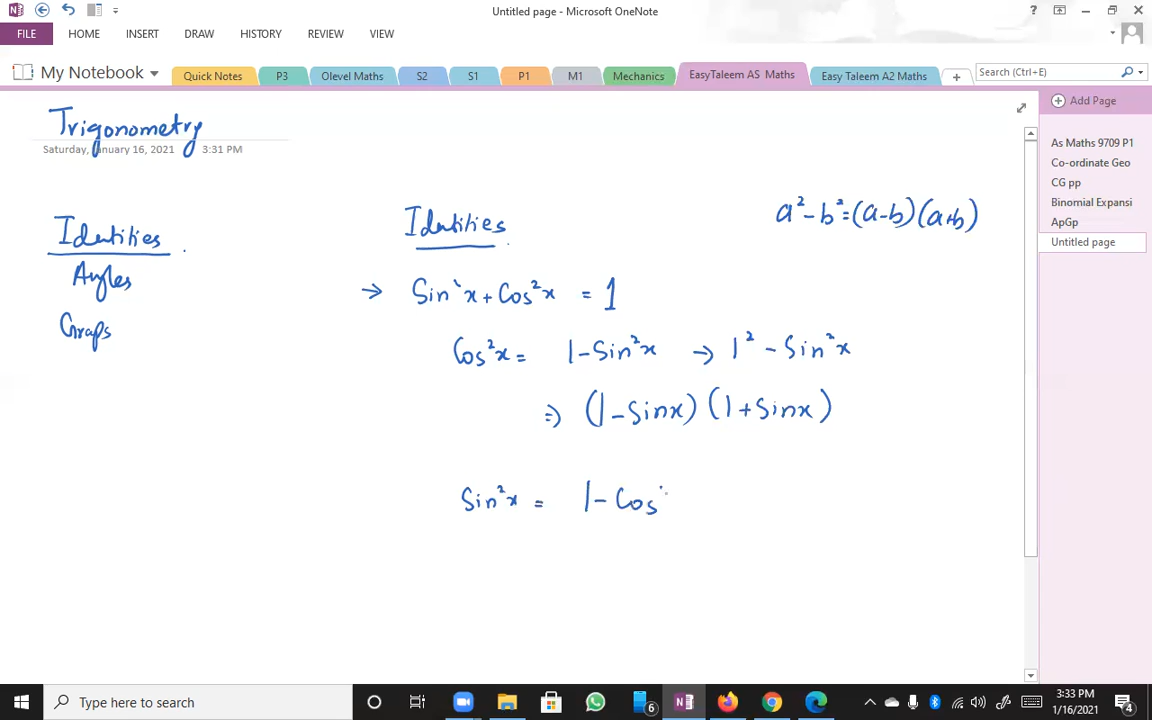 Untitled page - Microsoft OneNote
FILE HOME INSERT DRAW HISTORY REVIEW VIEW
My Notebook Quick Notes P3 Olevel Maths S2 S1 P1 M1 Mechanics EasyTaleem AS Maths Easy Taleem A2 Maths Search (Ctrl+E)
Add Page
As Maths 9709 P1
Co-ordinate Geo
CG pp
Binomial Expansi
ApGp
Untitled page
Trigonometry
Saturday, January 16, 2021 3:31 PM
Identities
Angles
Graps
Identities
a² - b² = (a-b)(a+b)
→ Sin²x + Cos²x = 1
Cos²x = 1 - Sin²x → 1² - Sin²x
⇒ (1 - Sinx) (1 + Sinx)
Sin²x = 1 - Cos
Type here to search
6
3:33 PM
1/16/2021
4